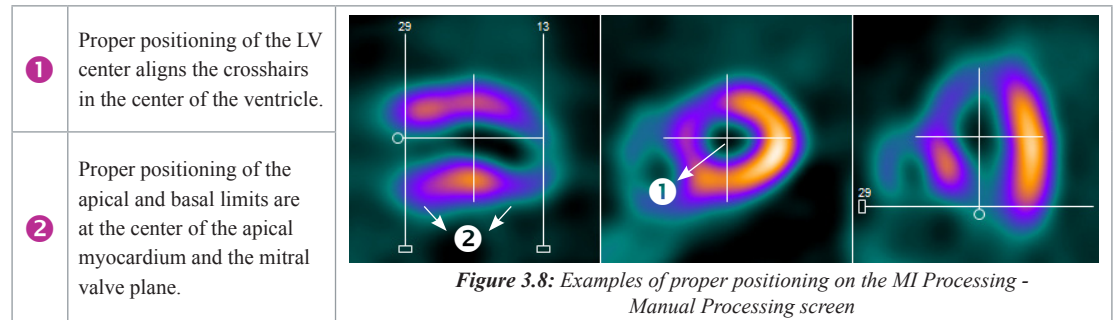 1
Proper positioning of the LV
center aligns the crosshairs
in the center of the ventricle.
2
Proper positioning of the
apical and basal limits are
at the center of the apical
myocardium and the mitral
valve plane.
29
13
2
1
29
Figure 3.8: Examples of proper positioning on the MI Processing -
Manual Processing screen